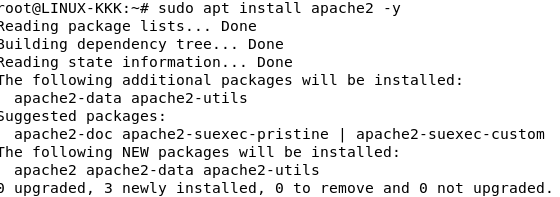 root@LINUX-KKK:~# sudo apt install apache2 -y
Reading package lists... Done
Building dependency tree... Done
Reading state information... Done
The following additional packages will be installed:
  apache2-data apache2-utils
Suggested packages:
  apache2-doc apache2-suexec-pristine | apache2-suexec-custom
The following NEW packages will be installed:
  apache2 apache2-data apache2-utils
0 upgraded, 3 newly installed, 0 to remove and 0 not upgraded.